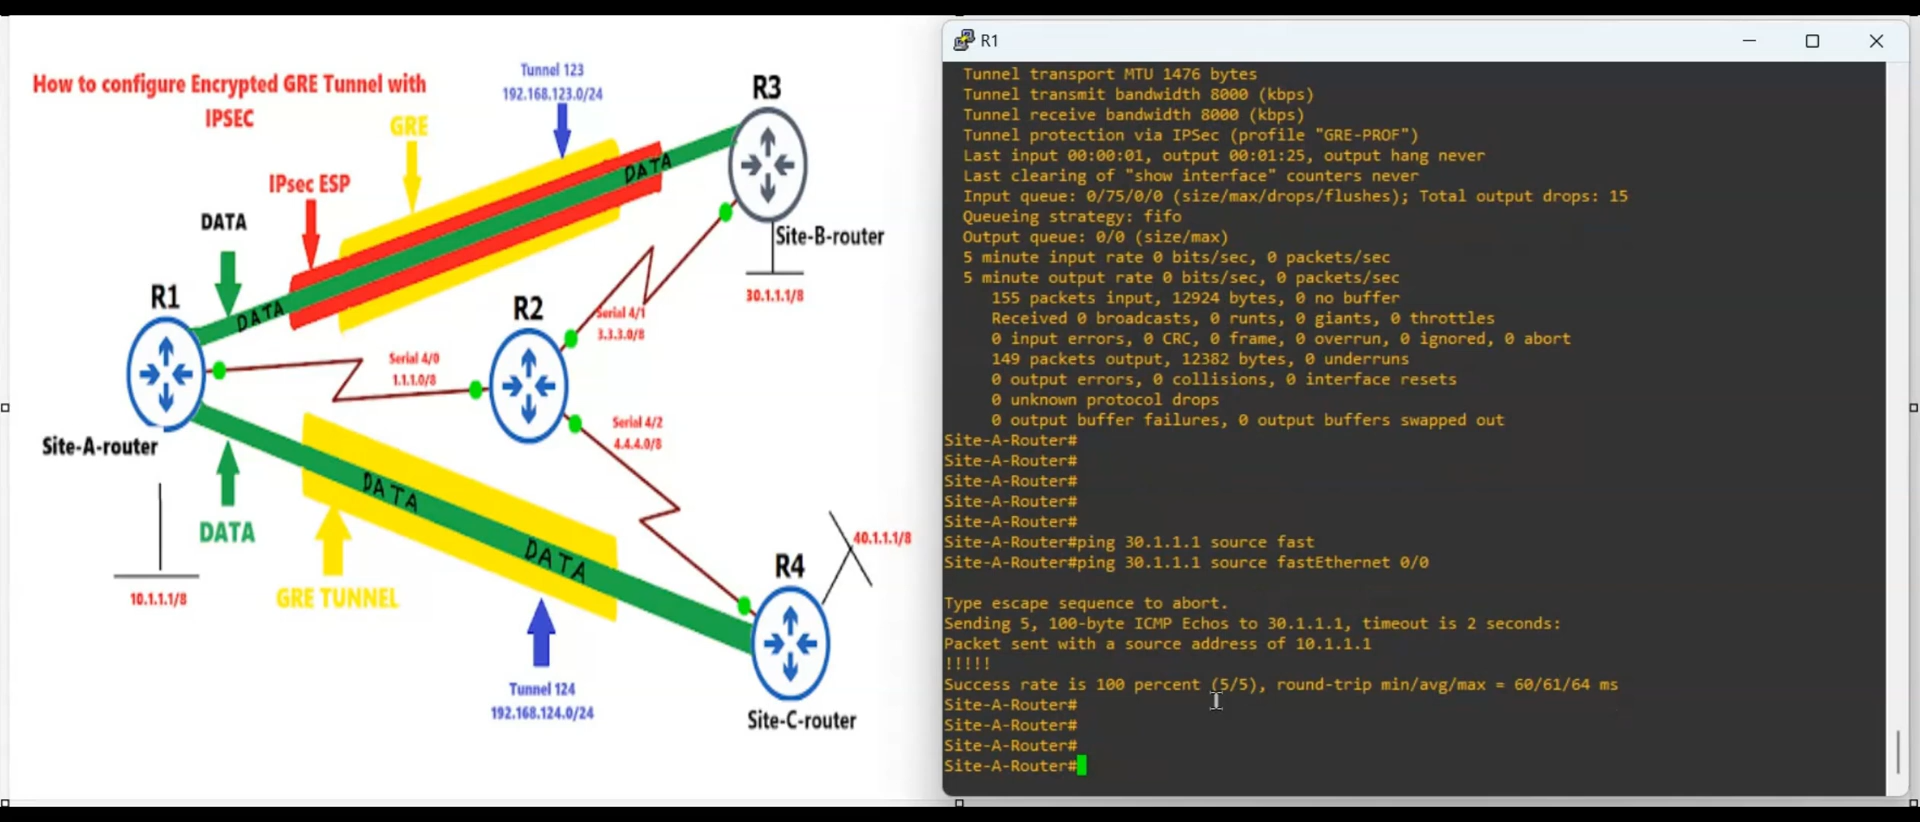 How to configure Encrypted GRE Tunnel with
IPSEC
Tunnel 123
192.168.123.0/24
GRE
IPsec ESP
DATA
DATA
DATA
R3
Site-B-router
30.1.1.1/8
R1
Site-A-router
10.1.1.1/8
R2
Serial 4/1
3.3.3.0/8
Serial 4/0
1.1.1.0/8
Serial 4/2
4.4.4.0/8
DATA
DATA
DATA
GRE TUNNEL
40.1.1.1/8
R4
Site-C-router
Tunnel 124
192.168.124.0/24
R1
Tunnel transport MTU 1476 bytes
Tunnel transmit bandwidth 8000 (kbps)
Tunnel receive bandwidth 8000 (kbps)
Tunnel protection via IPSec (profile "GRE-PROF")
Last input 00:00:01, output 00:01:25, output hang never
Last clearing of "show interface" counters never
Input queue: 0/75/0/0 (size/max/drops/flushes); Total output drops: 15
Queueing strategy: fifo
Output queue: 0/0 (size/max)
5 minute input rate 0 bits/sec, 0 packets/sec
5 minute output rate 0 bits/sec, 0 packets/sec
155 packets input, 12924 bytes, 0 no buffer
Received 0 broadcasts, 0 runts, 0 giants, 0 throttles
0 input errors, 0 CRC, 0 frame, 0 overrun, 0 ignored, 0 abort
149 packets output, 12382 bytes, 0 underruns
0 output errors, 0 collisions, 0 interface resets
0 unknown protocol drops
0 output buffer failures, 0 output buffers swapped out
Site-A-Router#
Site-A-Router#
Site-A-Router#
Site-A-Router#
Site-A-Router#
Site-A-Router#ping 30.1.1.1 source fast
Site-A-Router#ping 30.1.1.1 source fastEthernet 0/0
Type escape sequence to abort.
Sending 5, 100-byte ICMP Echos to 30.1.1.1, timeout is 2 seconds:
Packet sent with a source address of 10.1.1.1
!!!!!
Success rate is 100 percent (5/5), round-trip min/avg/max = 60/61/64 ms
Site-A-Router#
Site-A-Router#
Site-A-Router#
Site-A-Router#